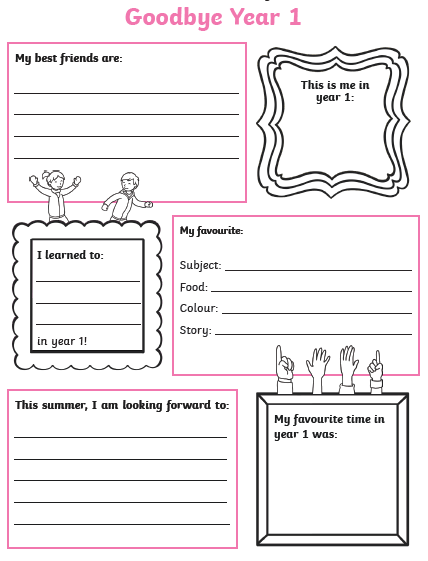 Goodbye Year 1
My best friends are:
This is me in
year 1:
I learned to:
in year 1!
My favourite:
Subject:
Food:
Colour:
Story:
This summer, I am looking forward to:
My favourite time in
year 1 was: